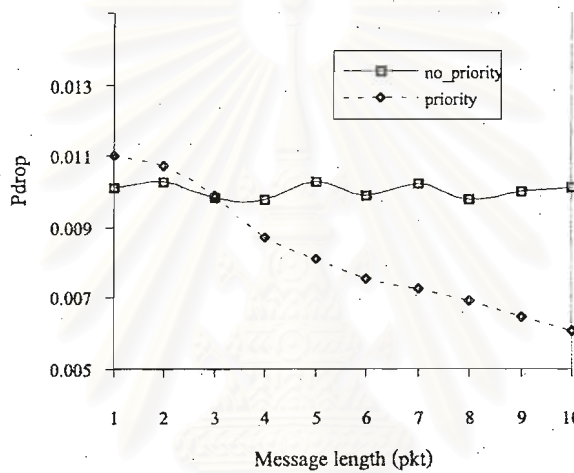 0.013
0.011
0.009
0.007
0.005
Pdrop
no_priority
priority
1 2 3 4 5 6 7 8 9 10
Message length (pkt)